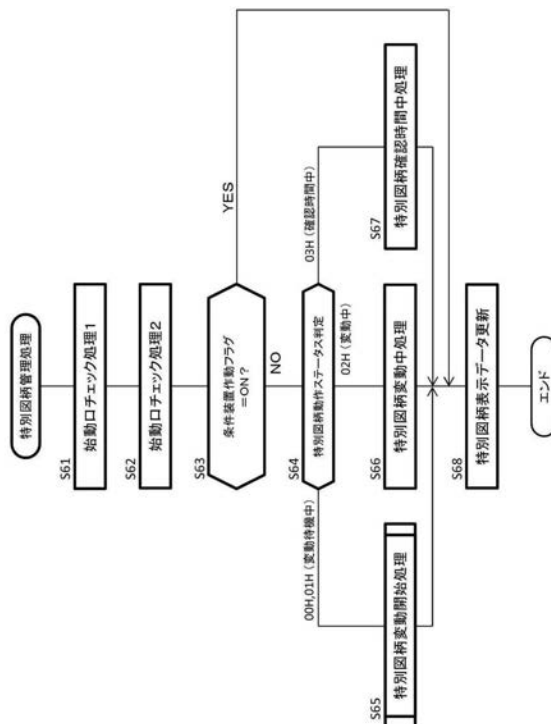 特別図柄管理処理
S61
始動口チェック処理1
S62
始動口チェック処理2
S63
条件装置作動フラグ
=ON?
YES
NO
S64
特別図柄動作ステータス判定
00H,01H(変動待機中)
02H(変動中)
03H(確認時間中)
S65
特別図柄変動開始処理
S66
特別図柄変動中処理
S67
特別図柄確認時間中処理
S68
特別図柄表示データ更新
エンド